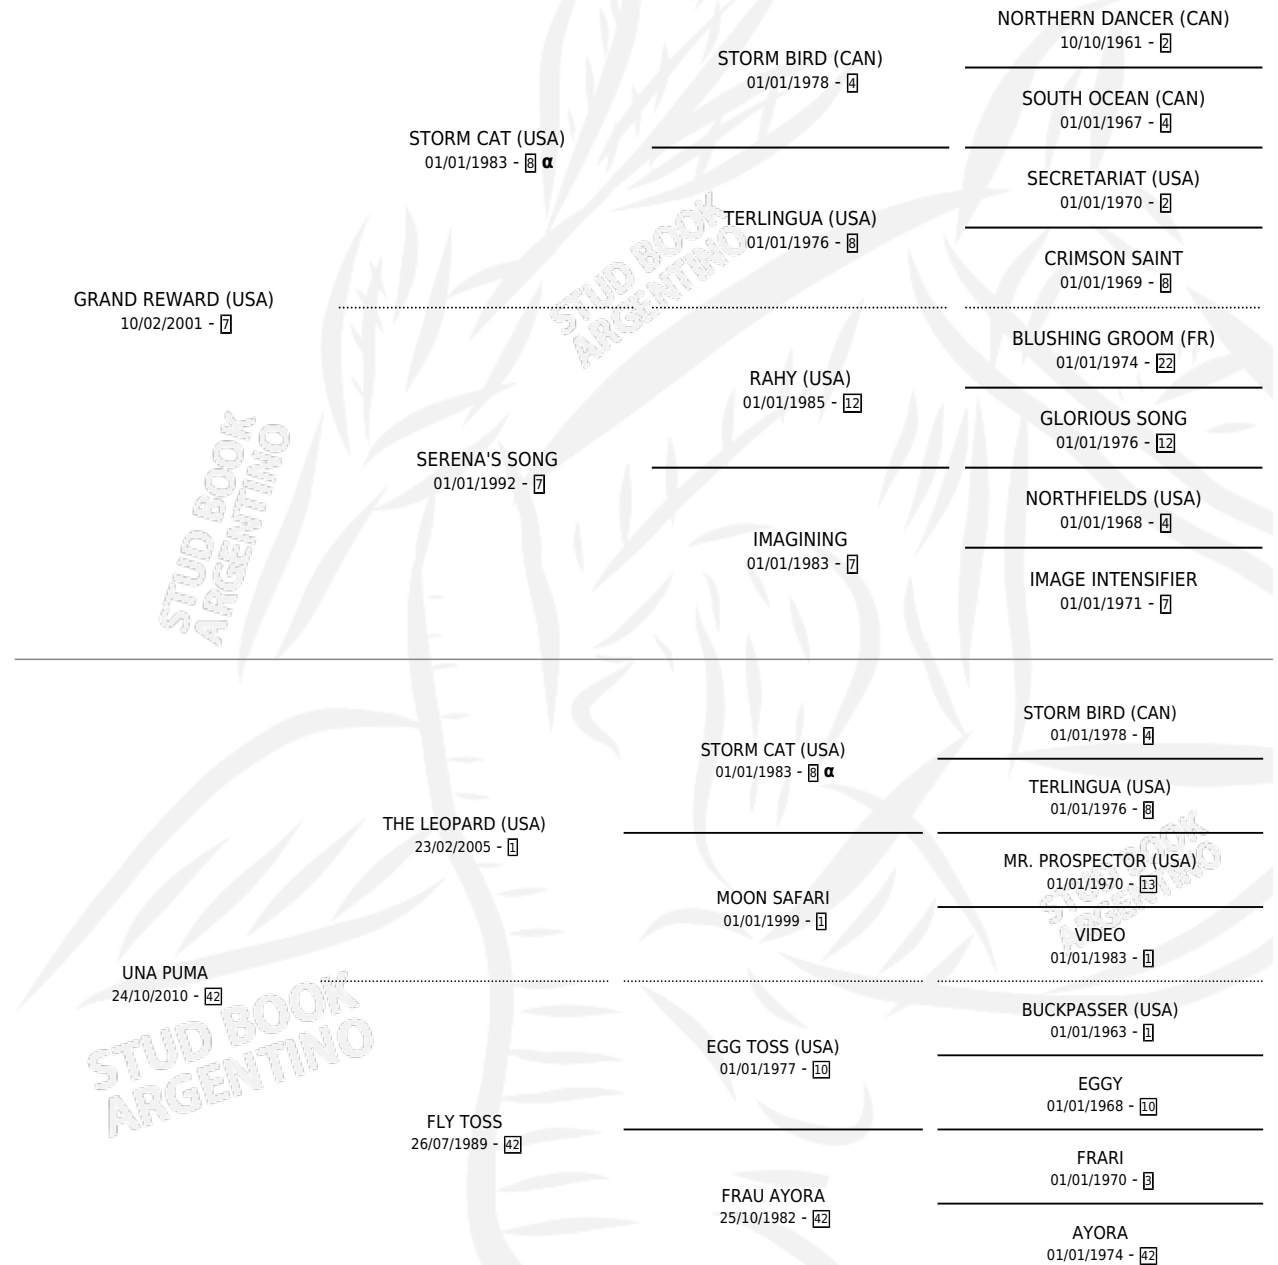 NORTHERN DANCER (CAN)
10/10/1961 - 2
STORM BIRD (CAN)
01/01/1978 - 4
SOUTH OCEAN (CAN)
01/01/1967 - 4
STORM CAT (USA)
01/01/1983 - 8 α
SECRETARIAT (USA)
01/01/1970 - 2
TERLINGUA (USA)
01/01/1976 - 8
CRIMSON SAINT
01/01/1969 - 8
GRAND REWARD (USA)
10/02/2001 - 7
BLUSHING GROOM (FR)
01/01/1974 - 22
RAHY (USA)
01/01/1985 - 12
GLORIOUS SONG
01/01/1976 - 12
SERENA'S SONG
01/01/1992 - 7
NORTHFIELDS (USA)
01/01/1968 - 4
IMAGINING
01/01/1983 - 7
IMAGE INTENSIFIER
01/01/1971 - 7
STORM BIRD (CAN)
01/01/1978 - 4
STORM CAT (USA)
01/01/1983 - 8 α
TERLINGUA (USA)
01/01/1976 - 8
THE LEOPARD (USA)
23/02/2005 - 1
MR. PROSPECTOR (USA)
01/01/1970 - 13
MOON SAFARI
01/01/1999 - 1
VIDEO
01/01/1983 - 1
UNA PUMA
24/10/2010 - 42
BUCKPASSER (USA)
01/01/1963 - 1
EGG TOSS (USA)
01/01/1977 - 10
EGGY
01/01/1968 - 10
FLY TOSS
26/07/1989 - 42
FRARI
01/01/1970 - 3
FRAU AYORA
25/10/1982 - 42
AYORA
01/01/1974 - 42
STUD BOOK
ARGENTINO
STUD BOOK
ARGENTINO
STUD BOOK
ARGENTINO
STUD BOOK
ARGENTINO